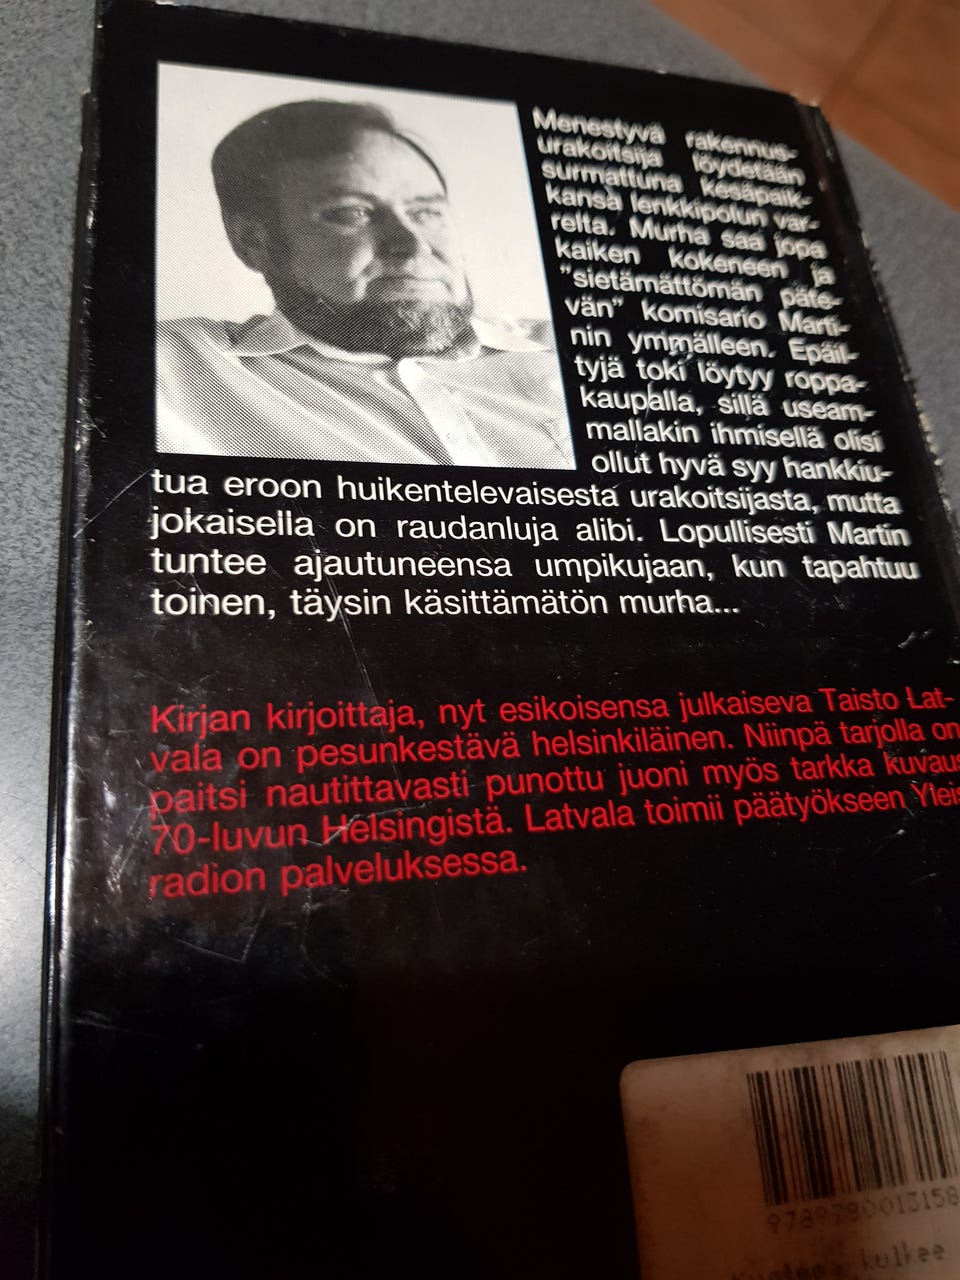 Menestyvä rakennus-
urakoitsija löydetään
surmattuna kesäpaik-
kansa lenkkipolun var-
relta. Murha saa jopa
kaiken kokeneen ja
"sietämättömän päte-
vän" komisario Marti-
nin ymmälleen. Epäil-
tyjä toki löytyy roppa-
kaupalla, sillä useam-
mallakin ihmisellä olisi
ollut hyvä syy hankkiu-
tua eroon huikentelevaisesta urakoitsijasta, mutta
jokaisella on raudanluja alibi. Lopullisesti Martin
tuntee ajautuneensa umpikujaan, kun tapahtuu
toinen, täysin käsittämätön murha...
Kirjan kirjoittaja, nyt esikoisensa julkaiseva Taisto Lat-
vala on pesunkestävä helsinkiläinen. Niinpä tarjolla on
paitsi nautittavasti punottu juoni myös tarkka kuvaus
70-luvun Helsingistä. Latvala toimii päätyökseen Yleis
radion palveluksessa.
kulkee